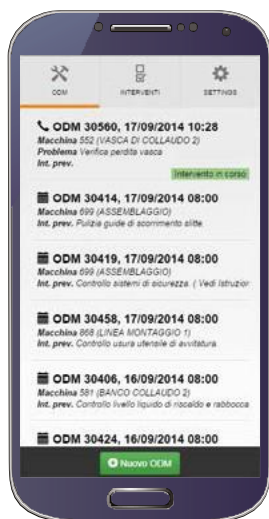 ODM INTERVENTI SETTINGS
ODM 30560, 17/09/2014 10:28
Macchina 552 (VASCA DI COLLAUDO 2)
Problema Verifica perdita vasca
Int. prev.
Intervento in corso
ODM 30414, 17/09/2014 08:00
Macchina 699 (ASSEMBLAGGIO)
Int. prev. Pulizia guide di scorrimento slitte
ODM 30419, 17/09/2014 08:00
Macchina 699 (ASSEMBLAGGIO)
Int. prev. Controllo sistemi di sicurezza. ( Vedi Istruzior
ODM 30458, 17/09/2014 08:00
Macchina 868 (LINEA MONTAGGIO 1)
Int. prev. Controllo usura utensile di avvitatura.
ODM 30406, 16/09/2014 08:00
Macchina 581 (BANCO COLLAUDO 2)
Int. prev. Controllo livello liquido di riscaldo e rabbocca
ODM 30424, 16/09/2014 08:00
Nuovo ODM